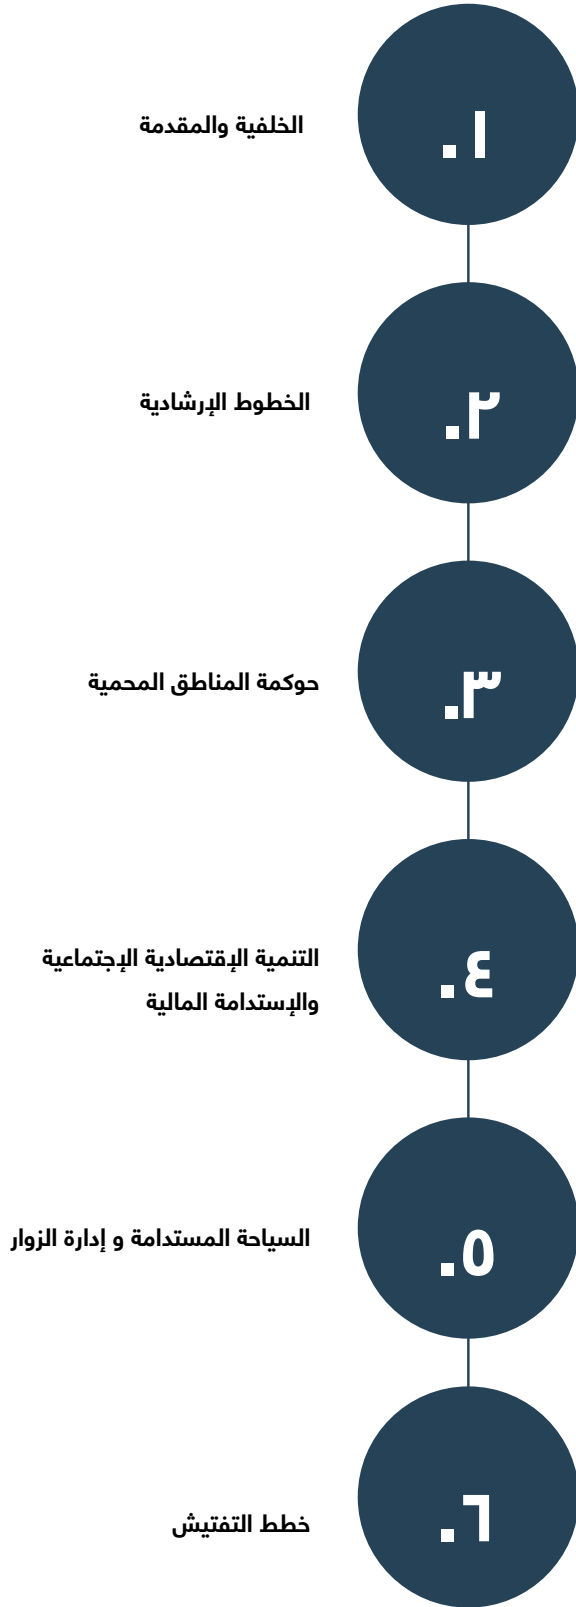 .١
الخلفية والمقدمة
.٢
الخطوط الإرشادية
.٣
حوكمة المناطق المحمية
.٤
التنمية الإقتصادية الإجتماعية
والإستدامة المالية
.٥
السياحة المستدامة و إدارة الزوار
.٦
خطط التفتيش